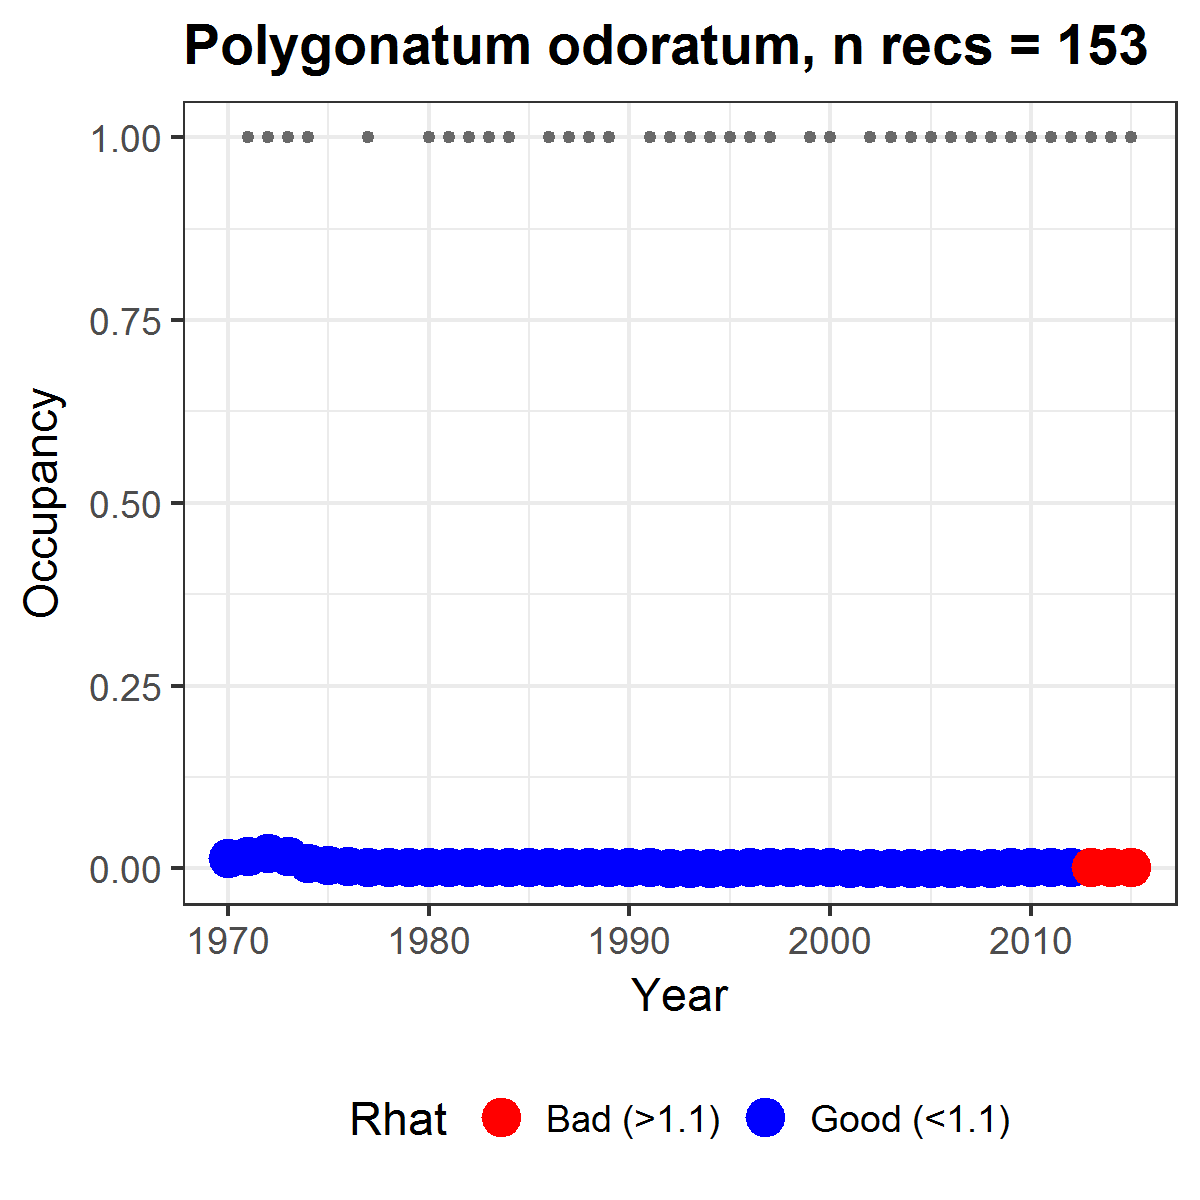 Polygonatum odoratum, n recs = 153
1.00
0.75
0.50
0.25
0.00
Occupancy
1970 1980 1990 2000 2010
Year
Rhat Bad (>1.1) Good (<1.1)